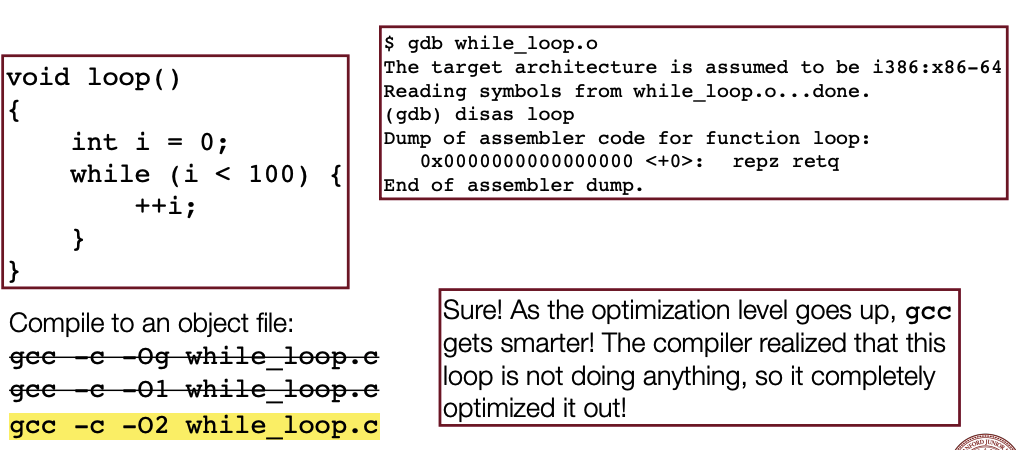 void loop()
{
    int i = 0;
    while (i < 100) {
        ++i;
    }
}
$ gdb while_loop.o
The target architecture is assumed to be i386:x86-64
Reading symbols from while_loop.o...done.
(gdb) disas loop
Dump of assembler code for function loop:
   0x0000000000000000 <+0>:  repz retq
End of assembler dump.
Compile to an object file:
gcc -c -Og while_loop.c
gcc -c -O1 while_loop.c
gcc -c -O2 while_loop.c
Sure! As the optimization level goes up, gcc
gets smarter! The compiler realized that this
loop is not doing anything, so it completely
optimized it out!